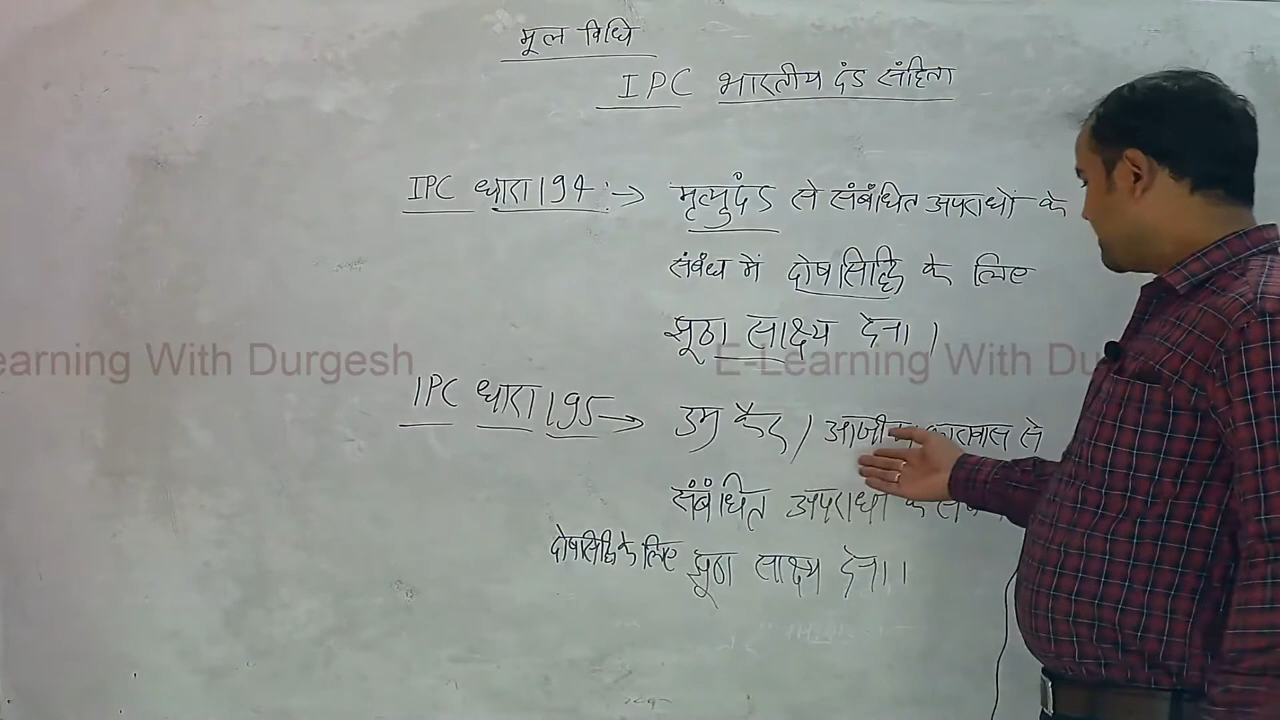 मूल विधि
IPC भारतीय दंड संहिता
IPC धारा 194 :→ मृत्युदंड से संबंधित अपराधों के
संबंध में दोषसिद्धि के लिए
झूठा साक्ष्य देना।
E-Learning With Durgesh E-Learning With Du
IPC धारा 195 → उम्र कैद / आजीवन कारावास से
संबंधित अपराधों के
दोषसिद्धि के लिए झूठा साक्ष्य देना।।